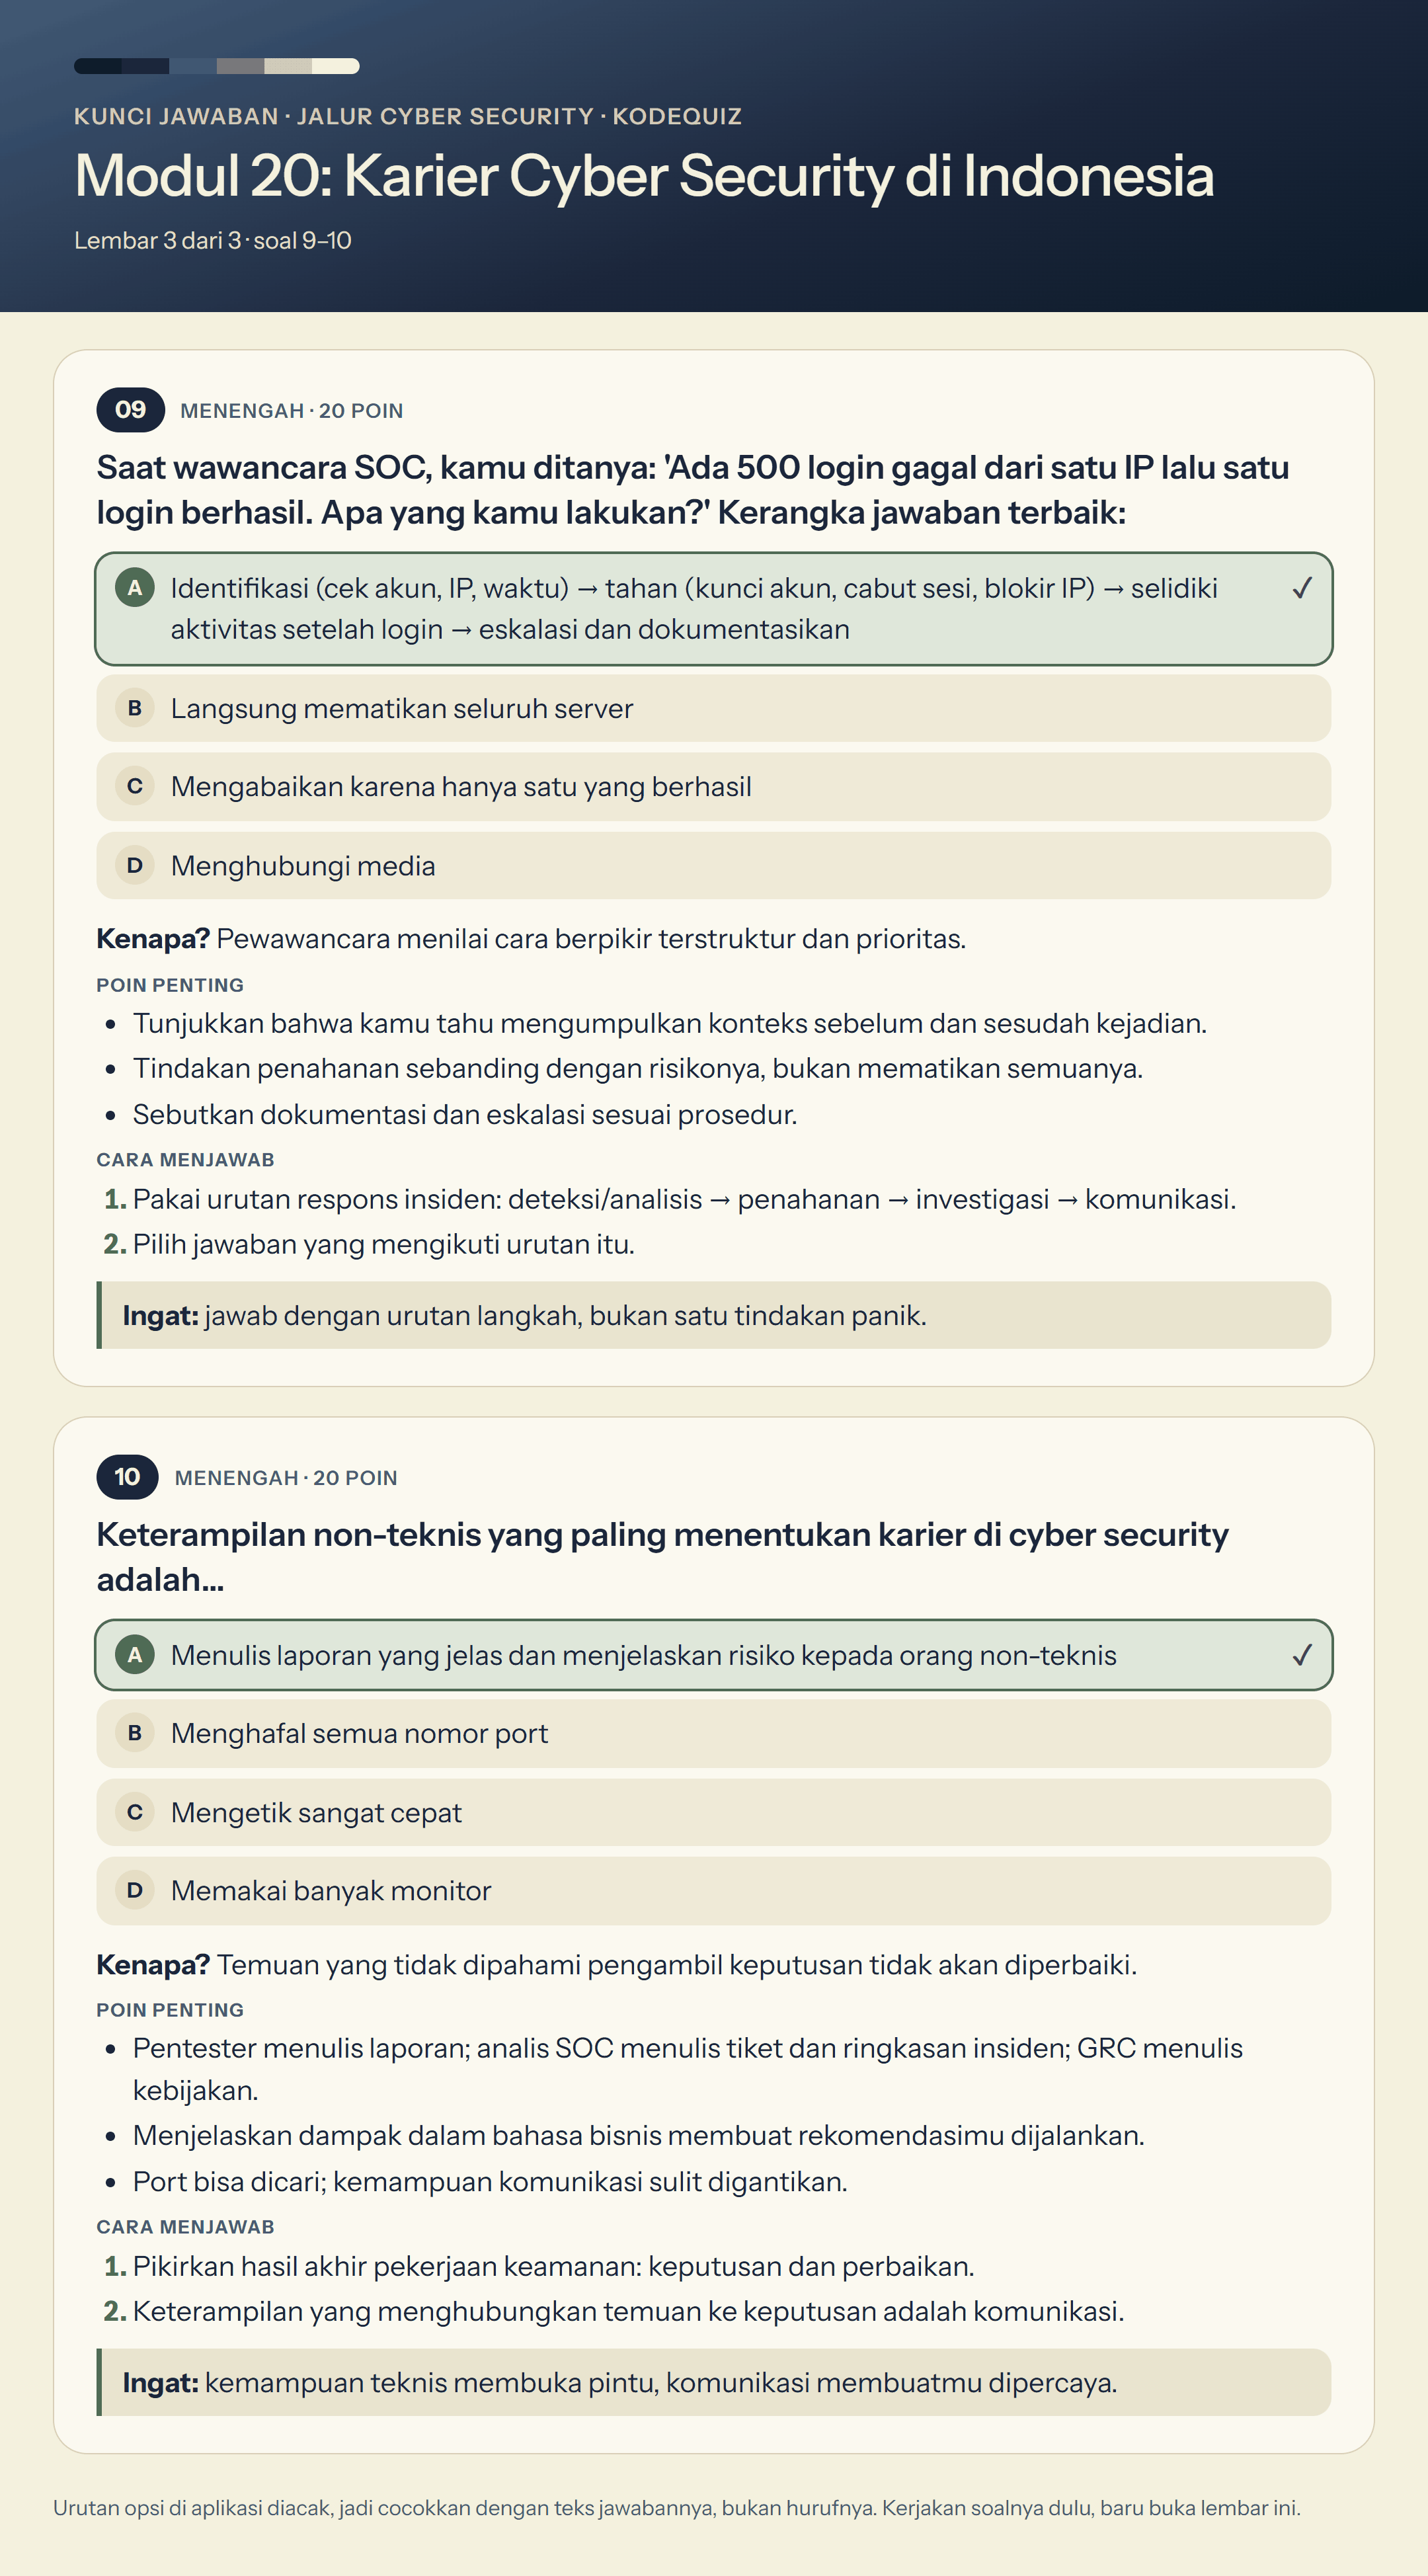 KUNCI JAWABAN · JALUR CYBER SECURITY · KODEQUIZ
Modul 20: Karier Cyber Security di Indonesia
Lembar 3 dari 3 · soal 9–10
09 MENENGAH · 20 POIN
Saat wawancara SOC, kamu ditanya: 'Ada 500 login gagal dari satu IP lalu satu
login berhasil. Apa yang kamu lakukan?' Kerangka jawaban terbaik:
A Identifikasi (cek akun, IP, waktu) → tahan (kunci akun, cabut sesi, blokir IP) → selidiki ✓
aktivitas setelah login → eskalasi dan dokumentasikan
B Langsung mematikan seluruh server
C Mengabaikan karena hanya satu yang berhasil
D Menghubungi media
Kenapa? Pewawancara menilai cara berpikir terstruktur dan prioritas.
POIN PENTING
• Tunjukkan bahwa kamu tahu mengumpulkan konteks sebelum dan sesudah kejadian.
• Tindakan penahanan sebanding dengan risikonya, bukan mematikan semuanya.
• Sebutkan dokumentasi dan eskalasi sesuai prosedur.
CARA MENJAWAB
1. Pakai urutan respons insiden: deteksi/analisis → penahanan → investigasi → komunikasi.
2. Pilih jawaban yang mengikuti urutan itu.
Ingat: jawab dengan urutan langkah, bukan satu tindakan panik.
10 MENENGAH · 20 POIN
Keterampilan non-teknis yang paling menentukan karier di cyber security
adalah...
A Menulis laporan yang jelas dan menjelaskan risiko kepada orang non-teknis ✓
B Menghafal semua nomor port
C Mengetik sangat cepat
D Memakai banyak monitor
Kenapa? Temuan yang tidak dipahami pengambil keputusan tidak akan diperbaiki.
POIN PENTING
• Pentester menulis laporan; analis SOC menulis tiket dan ringkasan insiden; GRC menulis
kebijakan.
• Menjelaskan dampak dalam bahasa bisnis membuat rekomendasimu dijalankan.
• Port bisa dicari; kemampuan komunikasi sulit digantikan.
CARA MENJAWAB
1. Pikirkan hasil akhir pekerjaan keamanan: keputusan dan perbaikan.
2. Keterampilan yang menghubungkan temuan ke keputusan adalah komunikasi.
Ingat: kemampuan teknis membuka pintu, komunikasi membuatmu dipercaya.
Urutan opsi di aplikasi diacak, jadi cocokkan dengan teks jawabannya, bukan hurufnya. Kerjakan soalnya dulu, baru buka lembar ini.